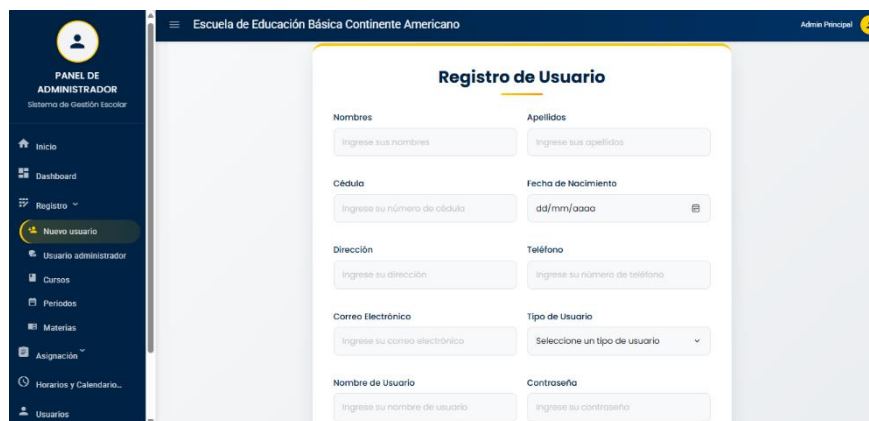 Escuela de Educación Básica Continente Americano
Admin Principal
PANEL DE
ADMINISTRADOR
Sistema de Gestión Escolar
Inicio
Dashboard
Registro
Nuevo usuario
Usuario administrador
Cursos
Periodos
Materias
Asignación
Horarios y Calendario...
Usuarios
Registro de Usuario
Nombres Apellidos
Ingrese sus nombres Ingrese sus apellidos
Cédula Fecha de Nacimiento
Ingrese su número de cédula dd/mm/aaaa
Dirección Teléfono
Ingrese su dirección Ingrese su número de teléfono
Correo Electrónico Tipo de Usuario
Ingrese su correo electrónico Seleccione un tipo de usuario
Nombre de Usuario Contraseña
Ingrese su nombre de usuario Ingrese su contraseña